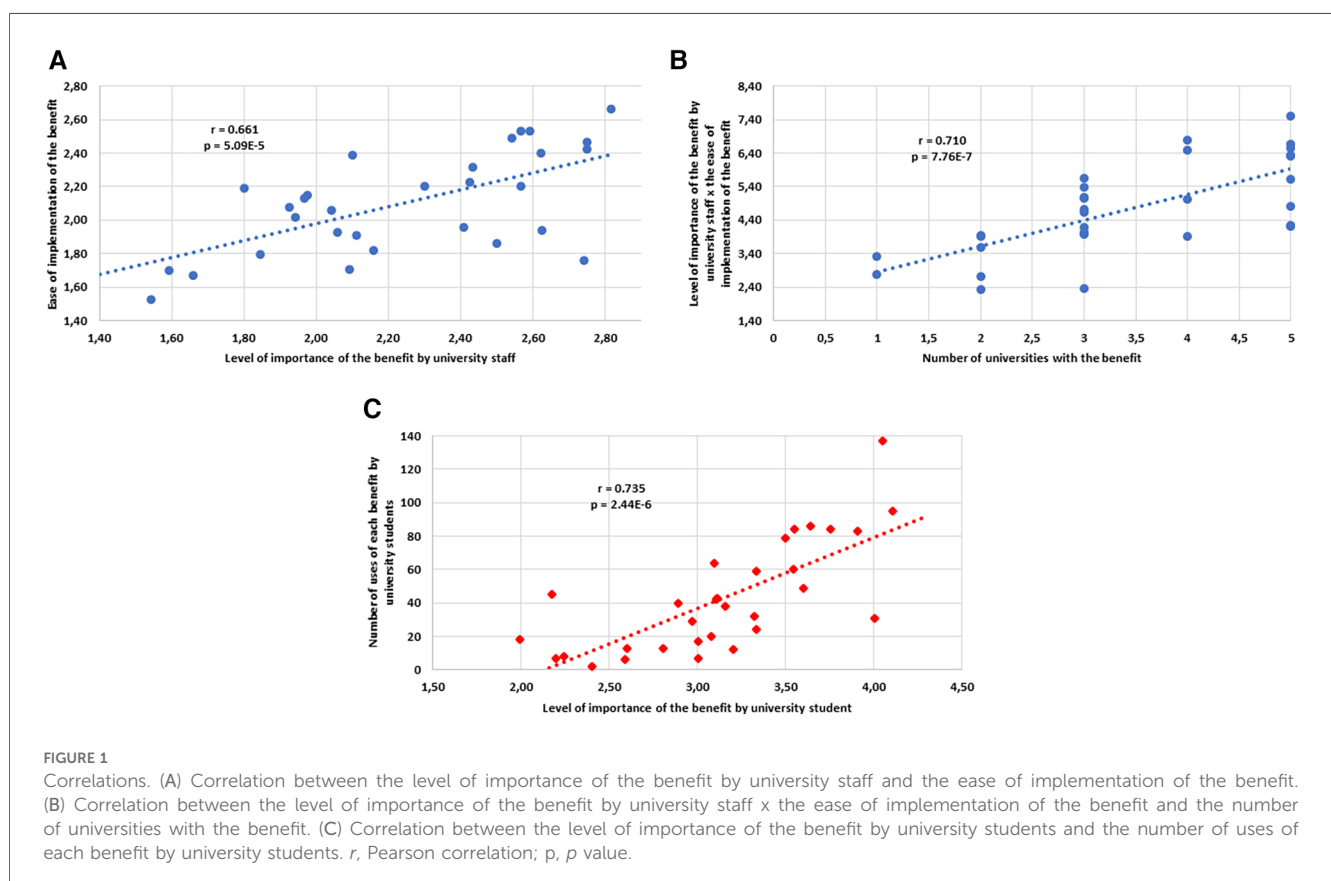 A
Ease of implementation of the benefit
2,80
2,60
2,40
2,20
2,00
1,80
1,60
1,40
r = 0.661
p = 5.09E-5
1,40 1,60 1,80 2,00 2,20 2,40 2,60 2,80
Level of importance of the benefit by university staff
B
Level of importance of the benefit by
university staff x the ease of
implementation of the benefit
8,40
7,40
6,40
5,40
4,40
3,40
2,40
1,40
r = 0.710
p = 7.76E-7
0 0,5 1 1,5 2 2,5 3 3,5 4 4,5 5
Number of universities with the benefit
C
Number of uses of each benefit by
university students
140
120
100
80
60
40
20
0
r = 0.735
p = 2.44E-6
1,50 2,00 2,50 3,00 3,50 4,00 4,50
Level of importance of the benefit by university student
FIGURE 1
Correlations. (A) Correlation between the level of importance of the benefit by university staff and the ease of implementation of the benefit.
(B) Correlation between the level of importance of the benefit by university staff x the ease of implementation of the benefit and the number
of universities with the benefit. (C) Correlation between the level of importance of the benefit by university students and the number of uses of
each benefit by university students. r, Pearson correlation; p, p value.